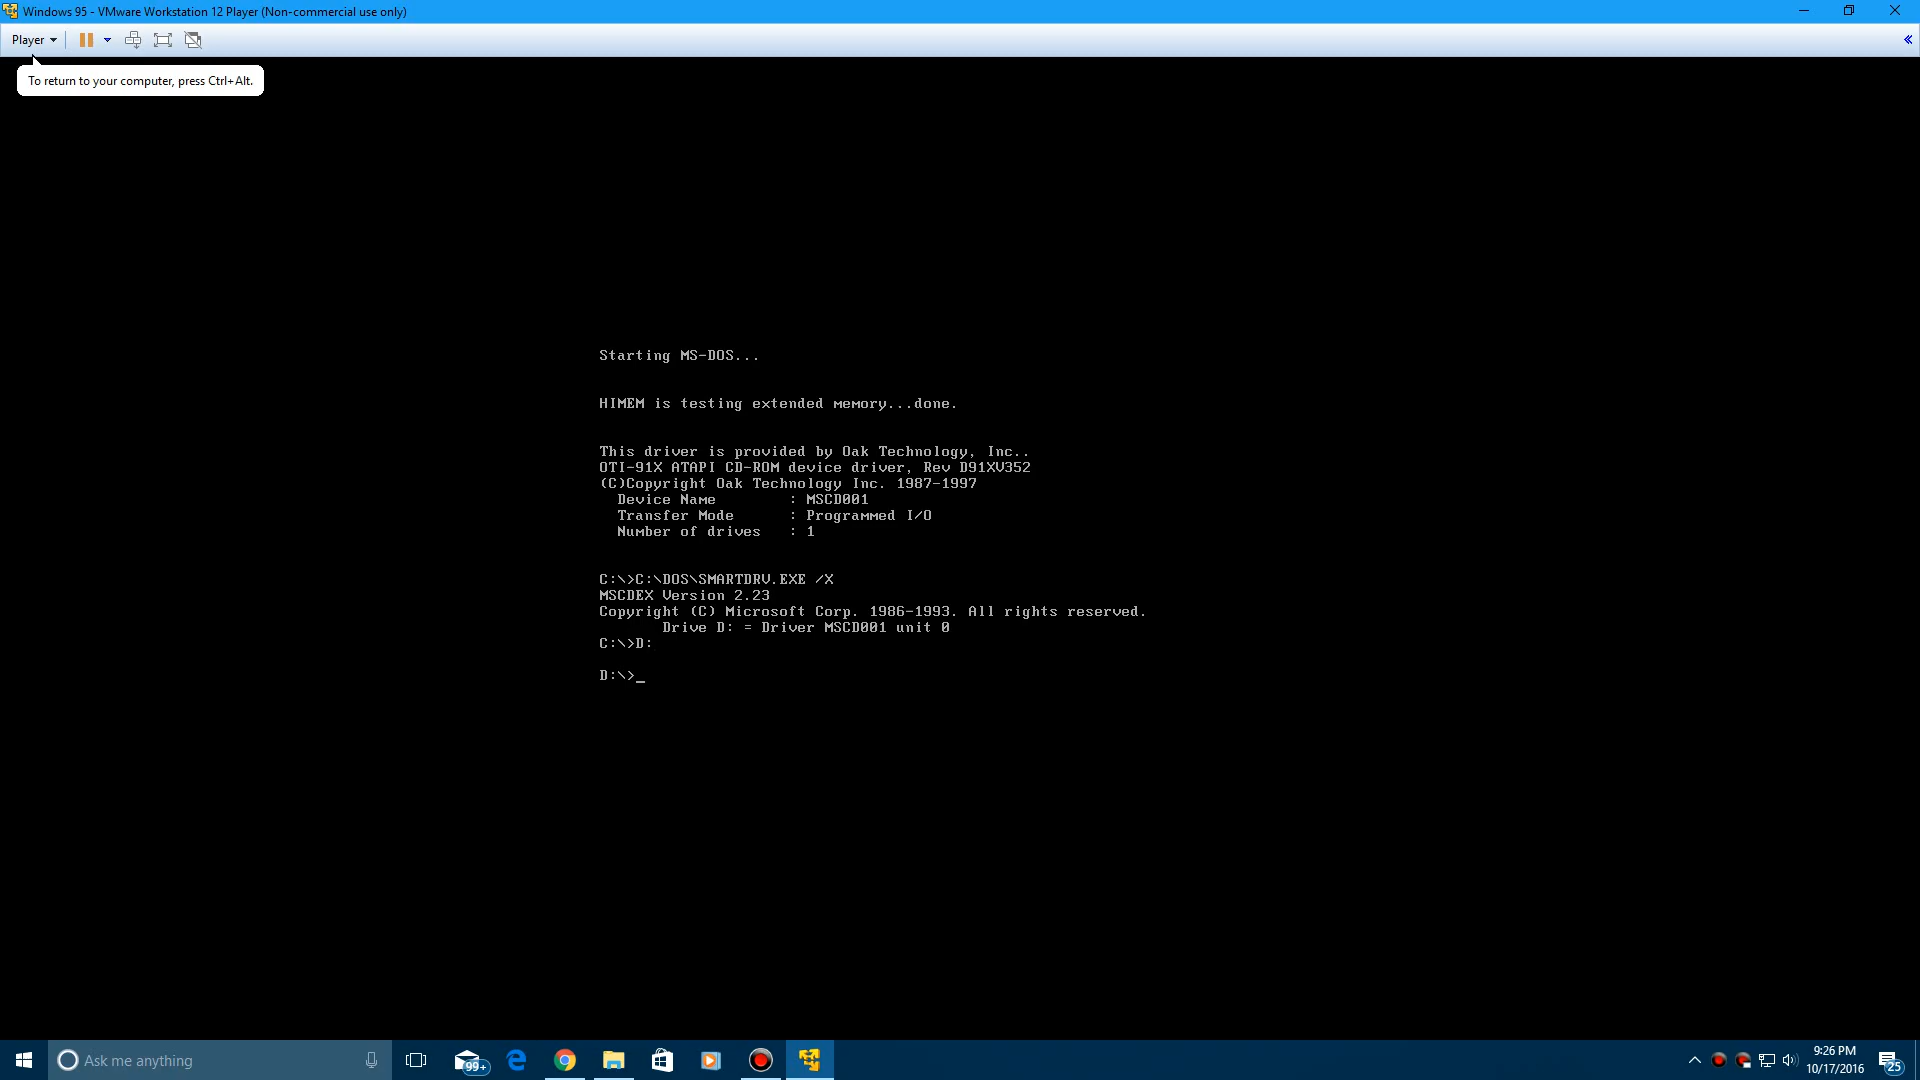 Windows 95 - VMware Workstation 12 Player (Non-commercial use only)
Player
To return to your computer, press Ctrl+Alt.
Starting MS-DOS...
HIMEM is testing extended memory...done.
This driver is provided by Oak Technology, Inc..
OTI-91X ATAPI CD-ROM device driver, Rev D91XV352
(C)Copyright Oak Technology Inc. 1987-1997
Device Name : MSCD001
Transfer Mode : Programmed I/O
Number of drives : 1
C:\>C:\DOS\SMARTDRV.EXE /X
MSCDEX Version 2.23
Copyright (C) Microsoft Corp. 1986-1993. All rights reserved.
Drive D: = Driver MSCD001 unit 0
C:\>D:
D:\>_
Ask me anything
99+
9:26 PM
10/17/2016
25